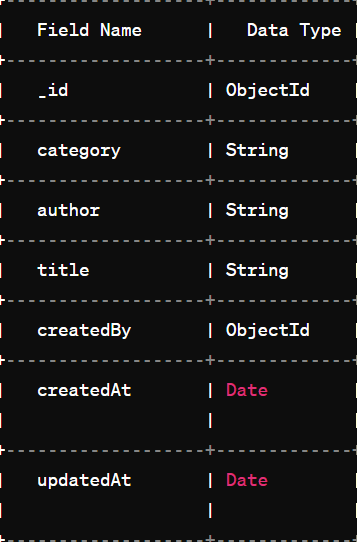 Field Name | Data Type
_id | ObjectId
category | String
author | String
title | String
createdBy | ObjectId
createdAt | Date
updatedAt | Date